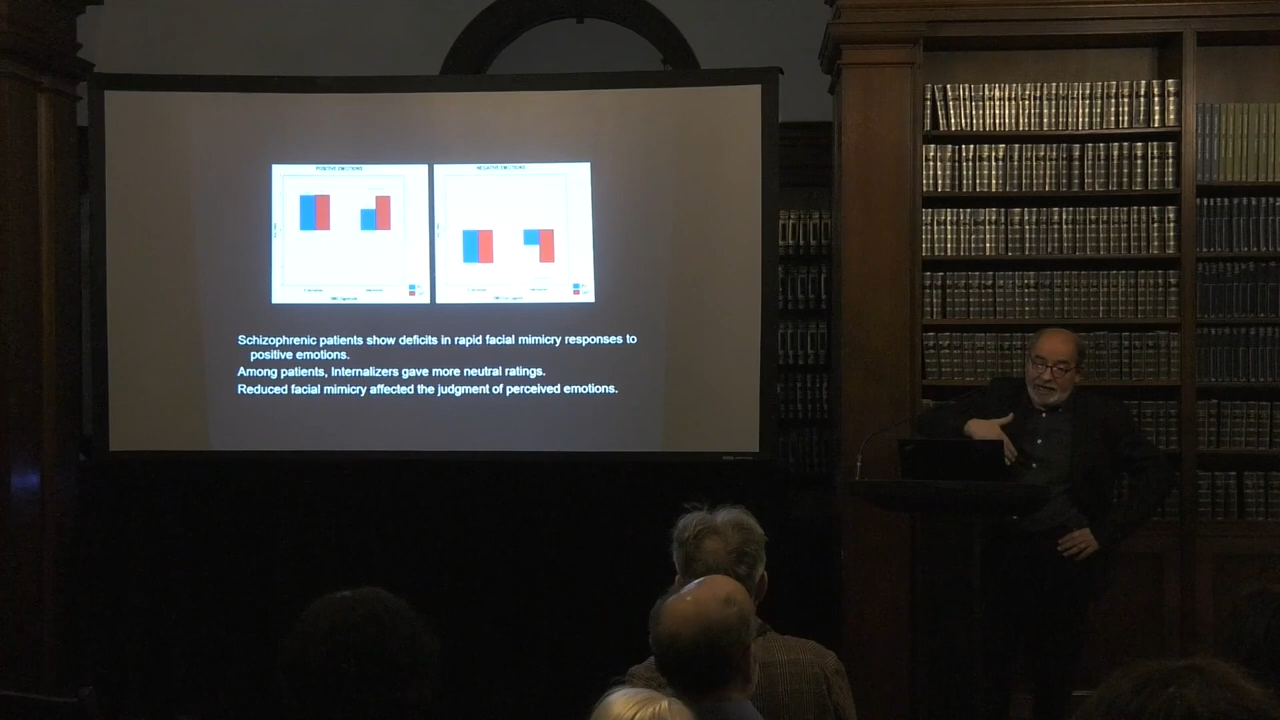 POSITIVE EMOTIONS
NEGATIVE EMOTIONS
Schizophrenic patients show deficits in rapid facial mimicry responses to
positive emotions.
Among patients, Internalizers gave more neutral ratings.
Reduced facial mimicry affected the judgment of perceived emotions.